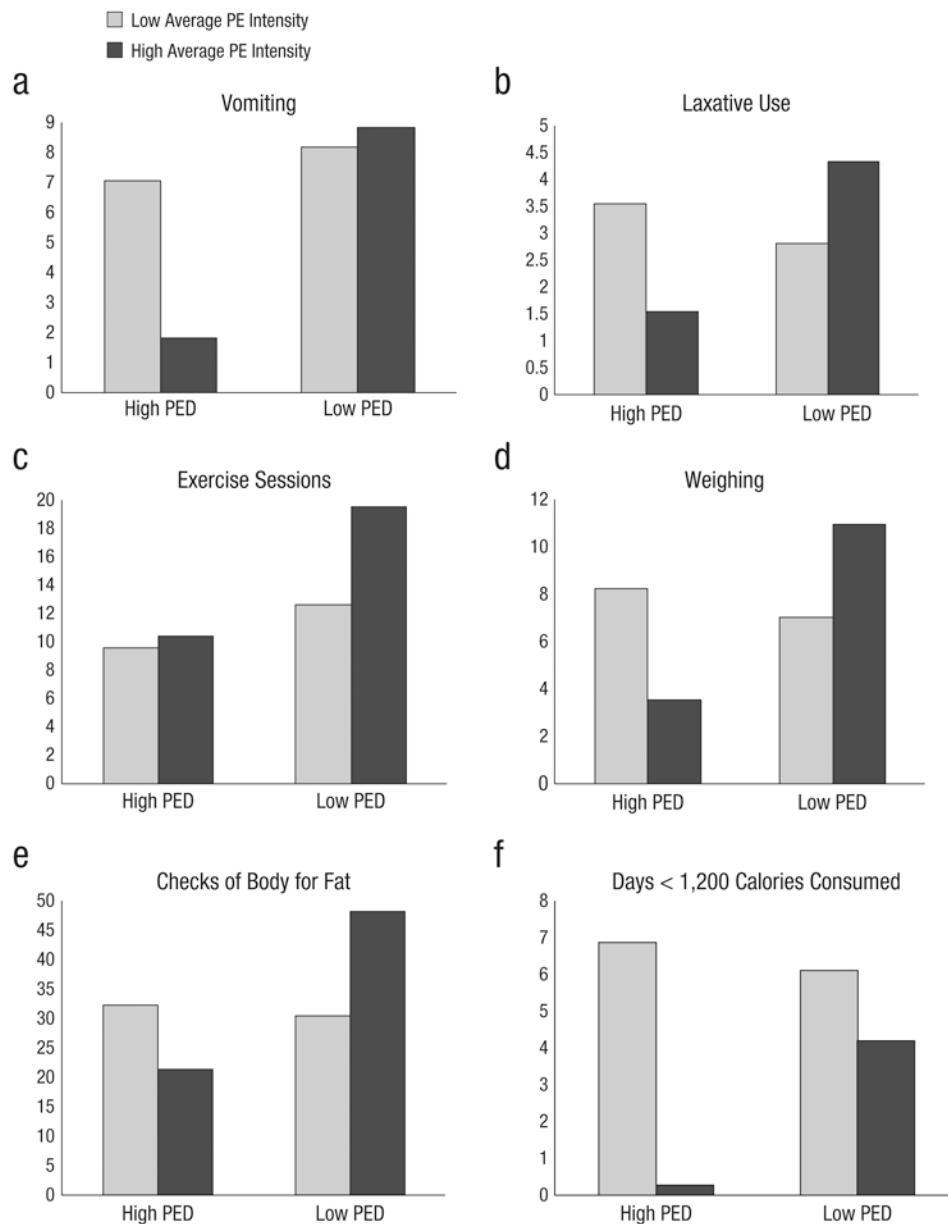 Low Average PE Intensity
High Average PE Intensity
a
Vomiting
9
8
7
6
5
4
3
2
1
0
High PED
Low PED
b
Laxative Use
5
4.5
4
3.5
3
2.5
2
1.5
1
0.5
0
High PED
Low PED
c
Exercise Sessions
20
18
16
14
12
10
8
6
4
2
0
High PED
Low PED
d
Weighing
12
10
8
6
4
2
0
High PED
Low PED
e
Checks of Body for Fat
50
45
40
35
30
25
20
15
10
5
0
High PED
Low PED
f
Days < 1,200 Calories Consumed
8
7
6
5
4
3
2
1
0
High PED
Low PED